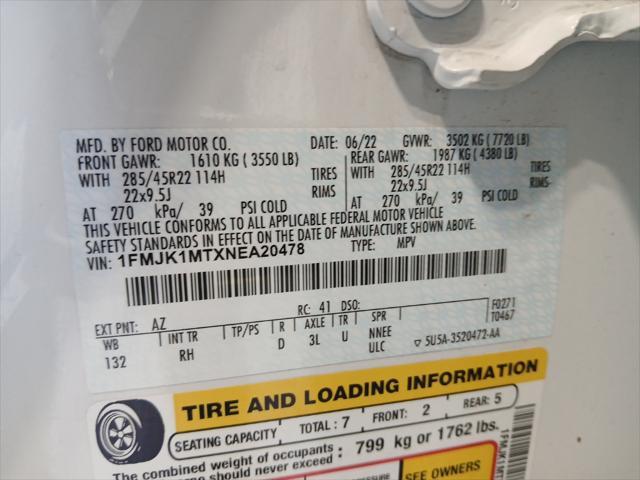 MFD. BY FORD MOTOR CO. DATE: 06/22 GVWR: 3502 KG ( 7720 LB)
FRONT GAWR: 1610 KG ( 3550 LB) REAR GAWR: 1987 KG ( 4380 LB)
WITH 285/45R22 114H TIRES WITH 285/45R22 114H TIRES
22x9.5J RIMS 22x9.5J RIMS
AT 270 kPa/ 39 PSI COLD AT 270 kPa/ 39 PSI COLD
THIS VEHICLE CONFORMS TO ALL APPLICABLE FEDERAL MOTOR VEHICLE
SAFETY STANDARDS IN EFFECT ON THE DATE OF MANUFACTURE SHOWN ABOVE.
VIN: 1FMJK1MTXNEA20478 TYPE: MPV
EXT PNT: AZ RC: 41 DSO: F0271
T0467
WB INT TR TP/PS R AXLE TR SPR
132 RH D 3L U NNEE
ULC ▽ 5U5A-3520472-AA
TIRE AND LOADING INFORMATION
SEATING CAPACITY TOTAL : 7 FRONT: 2 REAR: 5
The combined weight of occupants
should never exceed : 799 kg or 1762 lbs.
SEE OWNERS
1FMJK1MT